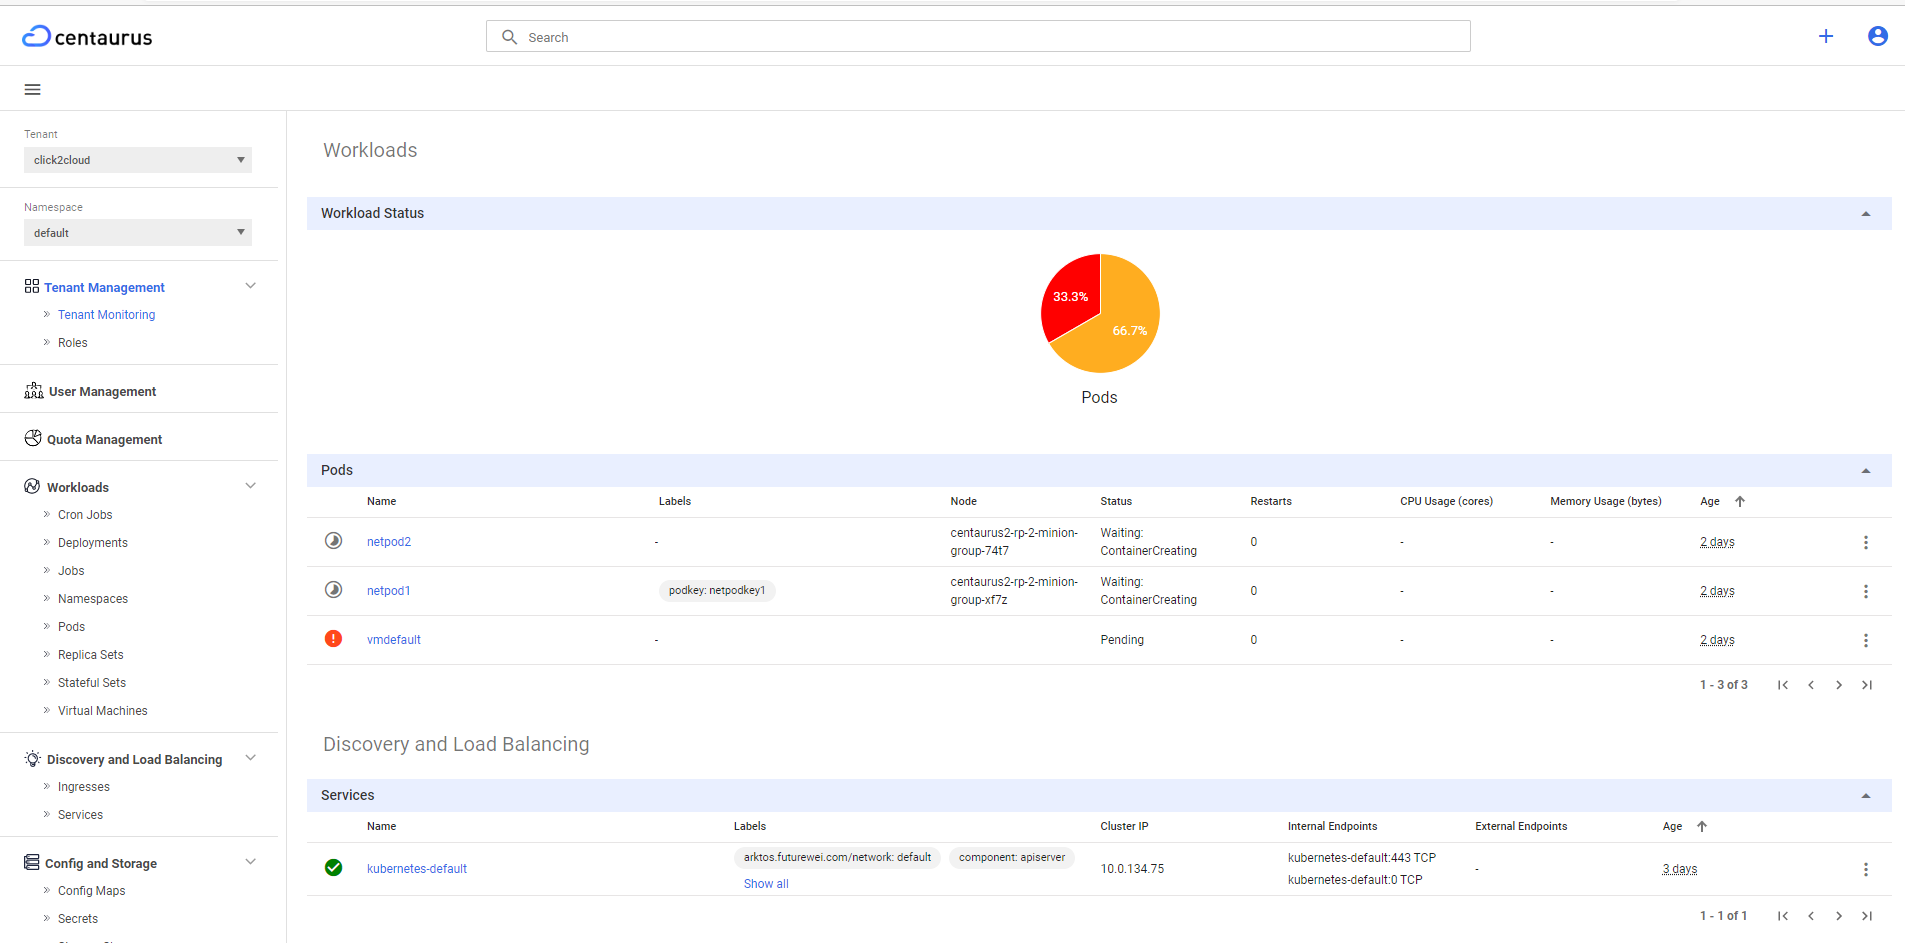 centaurus
Search
Tenant
click2cloud
Namespace
default
Tenant Management
Tenant Monitoring
Roles
User Management
Quota Management
Workloads
Cron Jobs
Deployments
Jobs
Namespaces
Pods
Replica Sets
Stateful Sets
Virtual Machines
Discovery and Load Balancing
Ingresses
Services
Config and Storage
Config Maps
Secrets
Workloads
Workload Status
33.3%
66.7%
Pods
Pods
Name Labels Node Status Restarts CPU Usage (cores) Memory Usage (bytes) Age
netpod2 - centaurus2-rp-2-minion-group-74t7 Waiting: ContainerCreating 0 - - 2 days
netpod1 podkey: netpodkey1 centaurus2-rp-2-minion-group-xf7z Waiting: ContainerCreating 0 - - 2 days
vmdefault - Pending 0 - - 2 days
1 - 3 of 3
Discovery and Load Balancing
Services
Name Labels Cluster IP Internal Endpoints External Endpoints Age
kubernetes-default arktos.futurewei.com/network: default component: apiserver 10.0.134.75 kubernetes-default:443 TCP - 3 days
Show all kubernetes-default:0 TCP
1 - 1 of 1